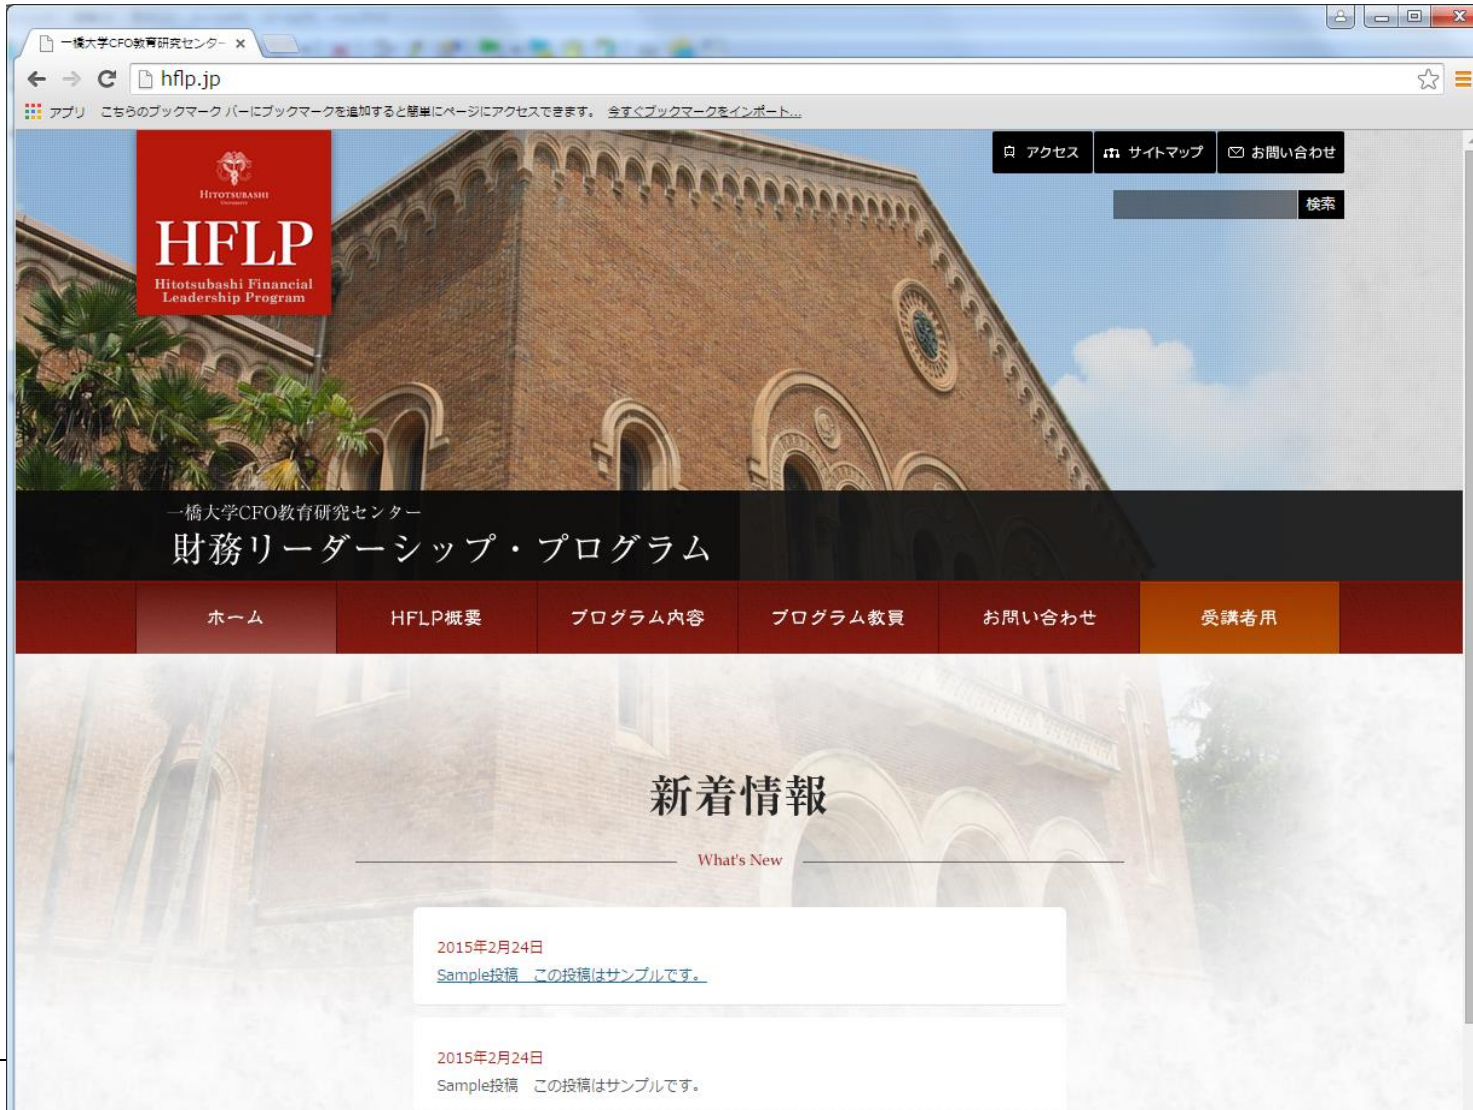 一橋大学CFO教育研究センター
hflp.jp
アプリ こちらのブックマーク バーにブックマークを追加すると簡単にページにアクセスできます。 今すぐブックマークをインポート...
アクセス サイトマップ お問い合わせ
検索
HITOTSUBASHI
UNIVERSITY
HFLP
Hitotsubashi Financial
Leadership Program
一橋大学CFO教育研究センター
財務リーダーシップ・プログラム
ホーム HFLP概要 プログラム内容 プログラム教員 お問い合わせ 受講者用
新着情報
What's New
2015年2月24日
Sample投稿 この投稿はサンプルです。
2015年2月24日
Sample投稿 この投稿はサンプルです。